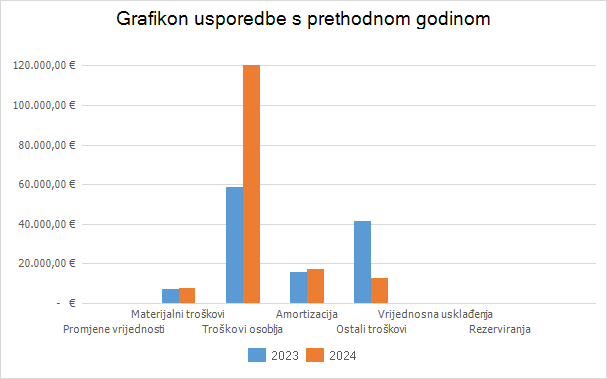 Grafikon usporedbe s prethodnom godinom
120.000,00 €
100.000,00 €
80.000,00 €
60.000,00 €
40.000,00 €
20.000,00 €
- €
Materijalni troškovi Amortizacija Vrijednosna usklađenja
Promjene vrijednosti Troškovi osoblja Ostali troškovi Rezerviranja
2023 2024